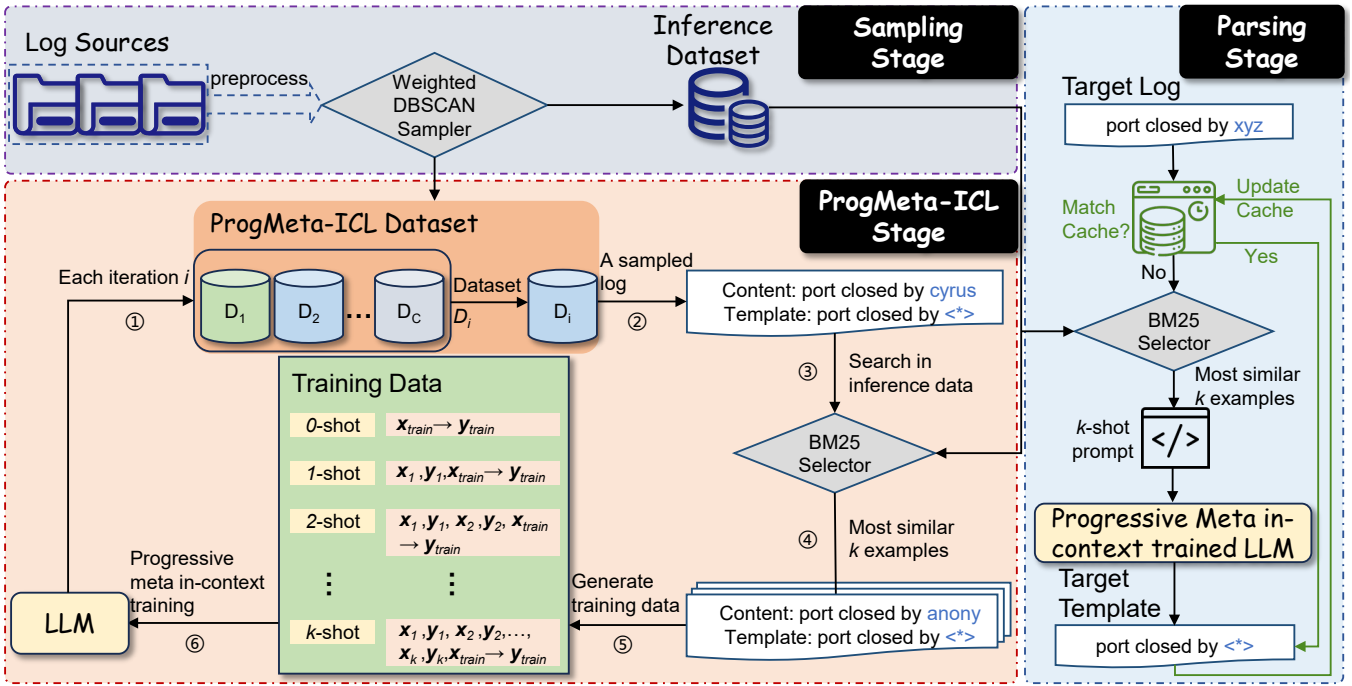 Log Sources
preprocess
Weighted
DBSCAN
Sampler
Inference
Dataset
Sampling
Stage
ProgMeta-ICL
Stage
ProgMeta-ICL Dataset
Each iteration i
①
D1
D2
...
DC
Dataset
Di
Di
A sampled
log
②
Content: port closed by cyrus
Template: port closed by <*>
③
Search in
inference data
BM25
Selector
④
Most similar
k examples
Content: port closed by anony
Template: port closed by <*>
Generate
training data
⑤
Training Data
0-shot
xtrain→ ytrain
1-shot
x1 ,y1,xtrain→ ytrain
2-shot
x1 ,y1, x2 ,y2, xtrain
→ ytrain
⋮
⋮
k-shot
x1 ,y1, x2 ,y2,…,
xk ,yk,xtrain→ ytrain
Progressive
meta in-context
training
⑥
LLM
Parsing
Stage
Target Log
port closed by xyz
Match
Cache?
Update
Cache
Yes
No
BM25
Selector
Most similar
k examples
k-shot
prompt
</>
Progressive Meta in-
context trained LLM
Target
Template
port closed by <*>